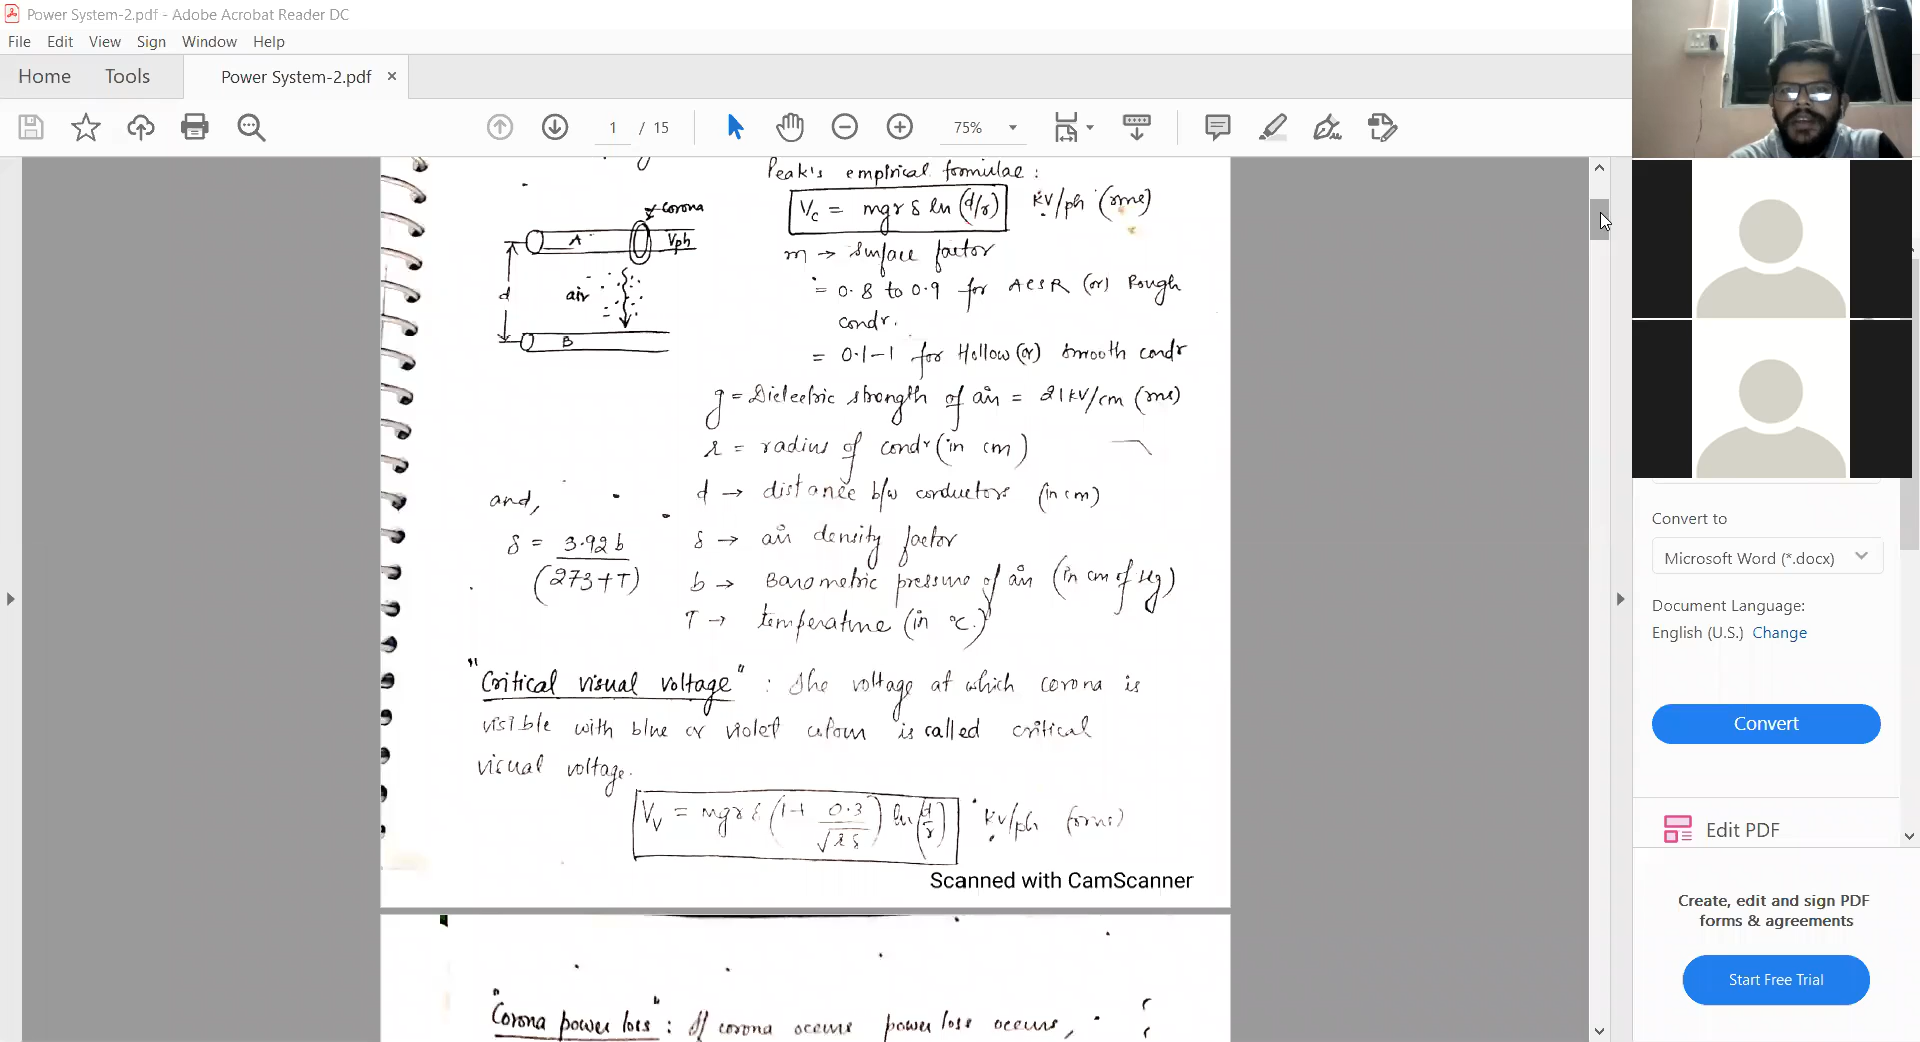 Power System-2.pdf - Adobe Acrobat Reader DC
File Edit View Sign Window Help
Home Tools Power System-2.pdf ×
1 / 15 75%
Peak's empirical formulae :
Vc = mgr δ ln (d/r) kV/ph (rms)
m → surface factor
= 0.8 to 0.9 for ACSR (or) Rough
condr.
= 0.1-1 for Hollow (or) smooth condr
corona
A Vph
d air
B
g = Dielectric strength of air = 21 kV/cm (rms)
r = radius of condr (in cm)
and, d → distance b/w conductors (in cm)
δ = 3.92 b / (273+T)
δ → air density factor
b → Barometric pressure of air (in cm of Hg)
T → temperature (in °C.)
"Critical visual voltage" : The voltage at which corona is
visible with blue or violet colour is called critical
visual voltage.
Vv = mgr δ (1+ 0.3/√rδ) ln (d/r) kV/ph (rms)
Scanned with CamScanner
"Corona power loss" : If corona occurs power loss occurs,
Convert to
Microsoft Word (*.docx)
Document Language:
English (U.S.) Change
Convert
Edit PDF
Create, edit and sign PDF
forms & agreements
Start Free Trial